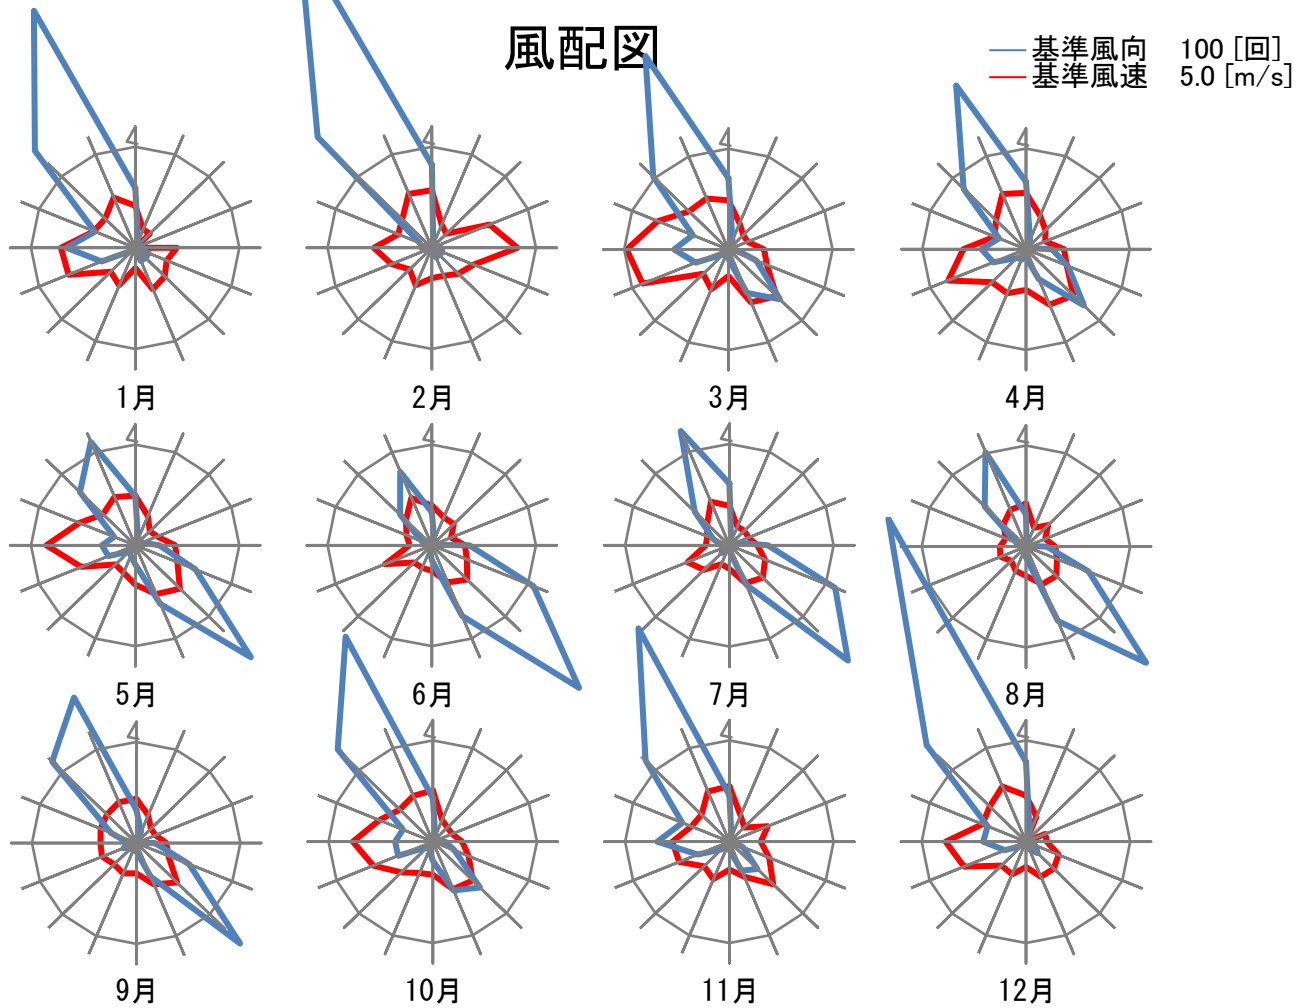 風配図
基準風向 100 [回]
基準風速 5.0 [m/s]
1月
2月
3月
4月
5月
6月
7月
8月
9月
10月
11月
12月